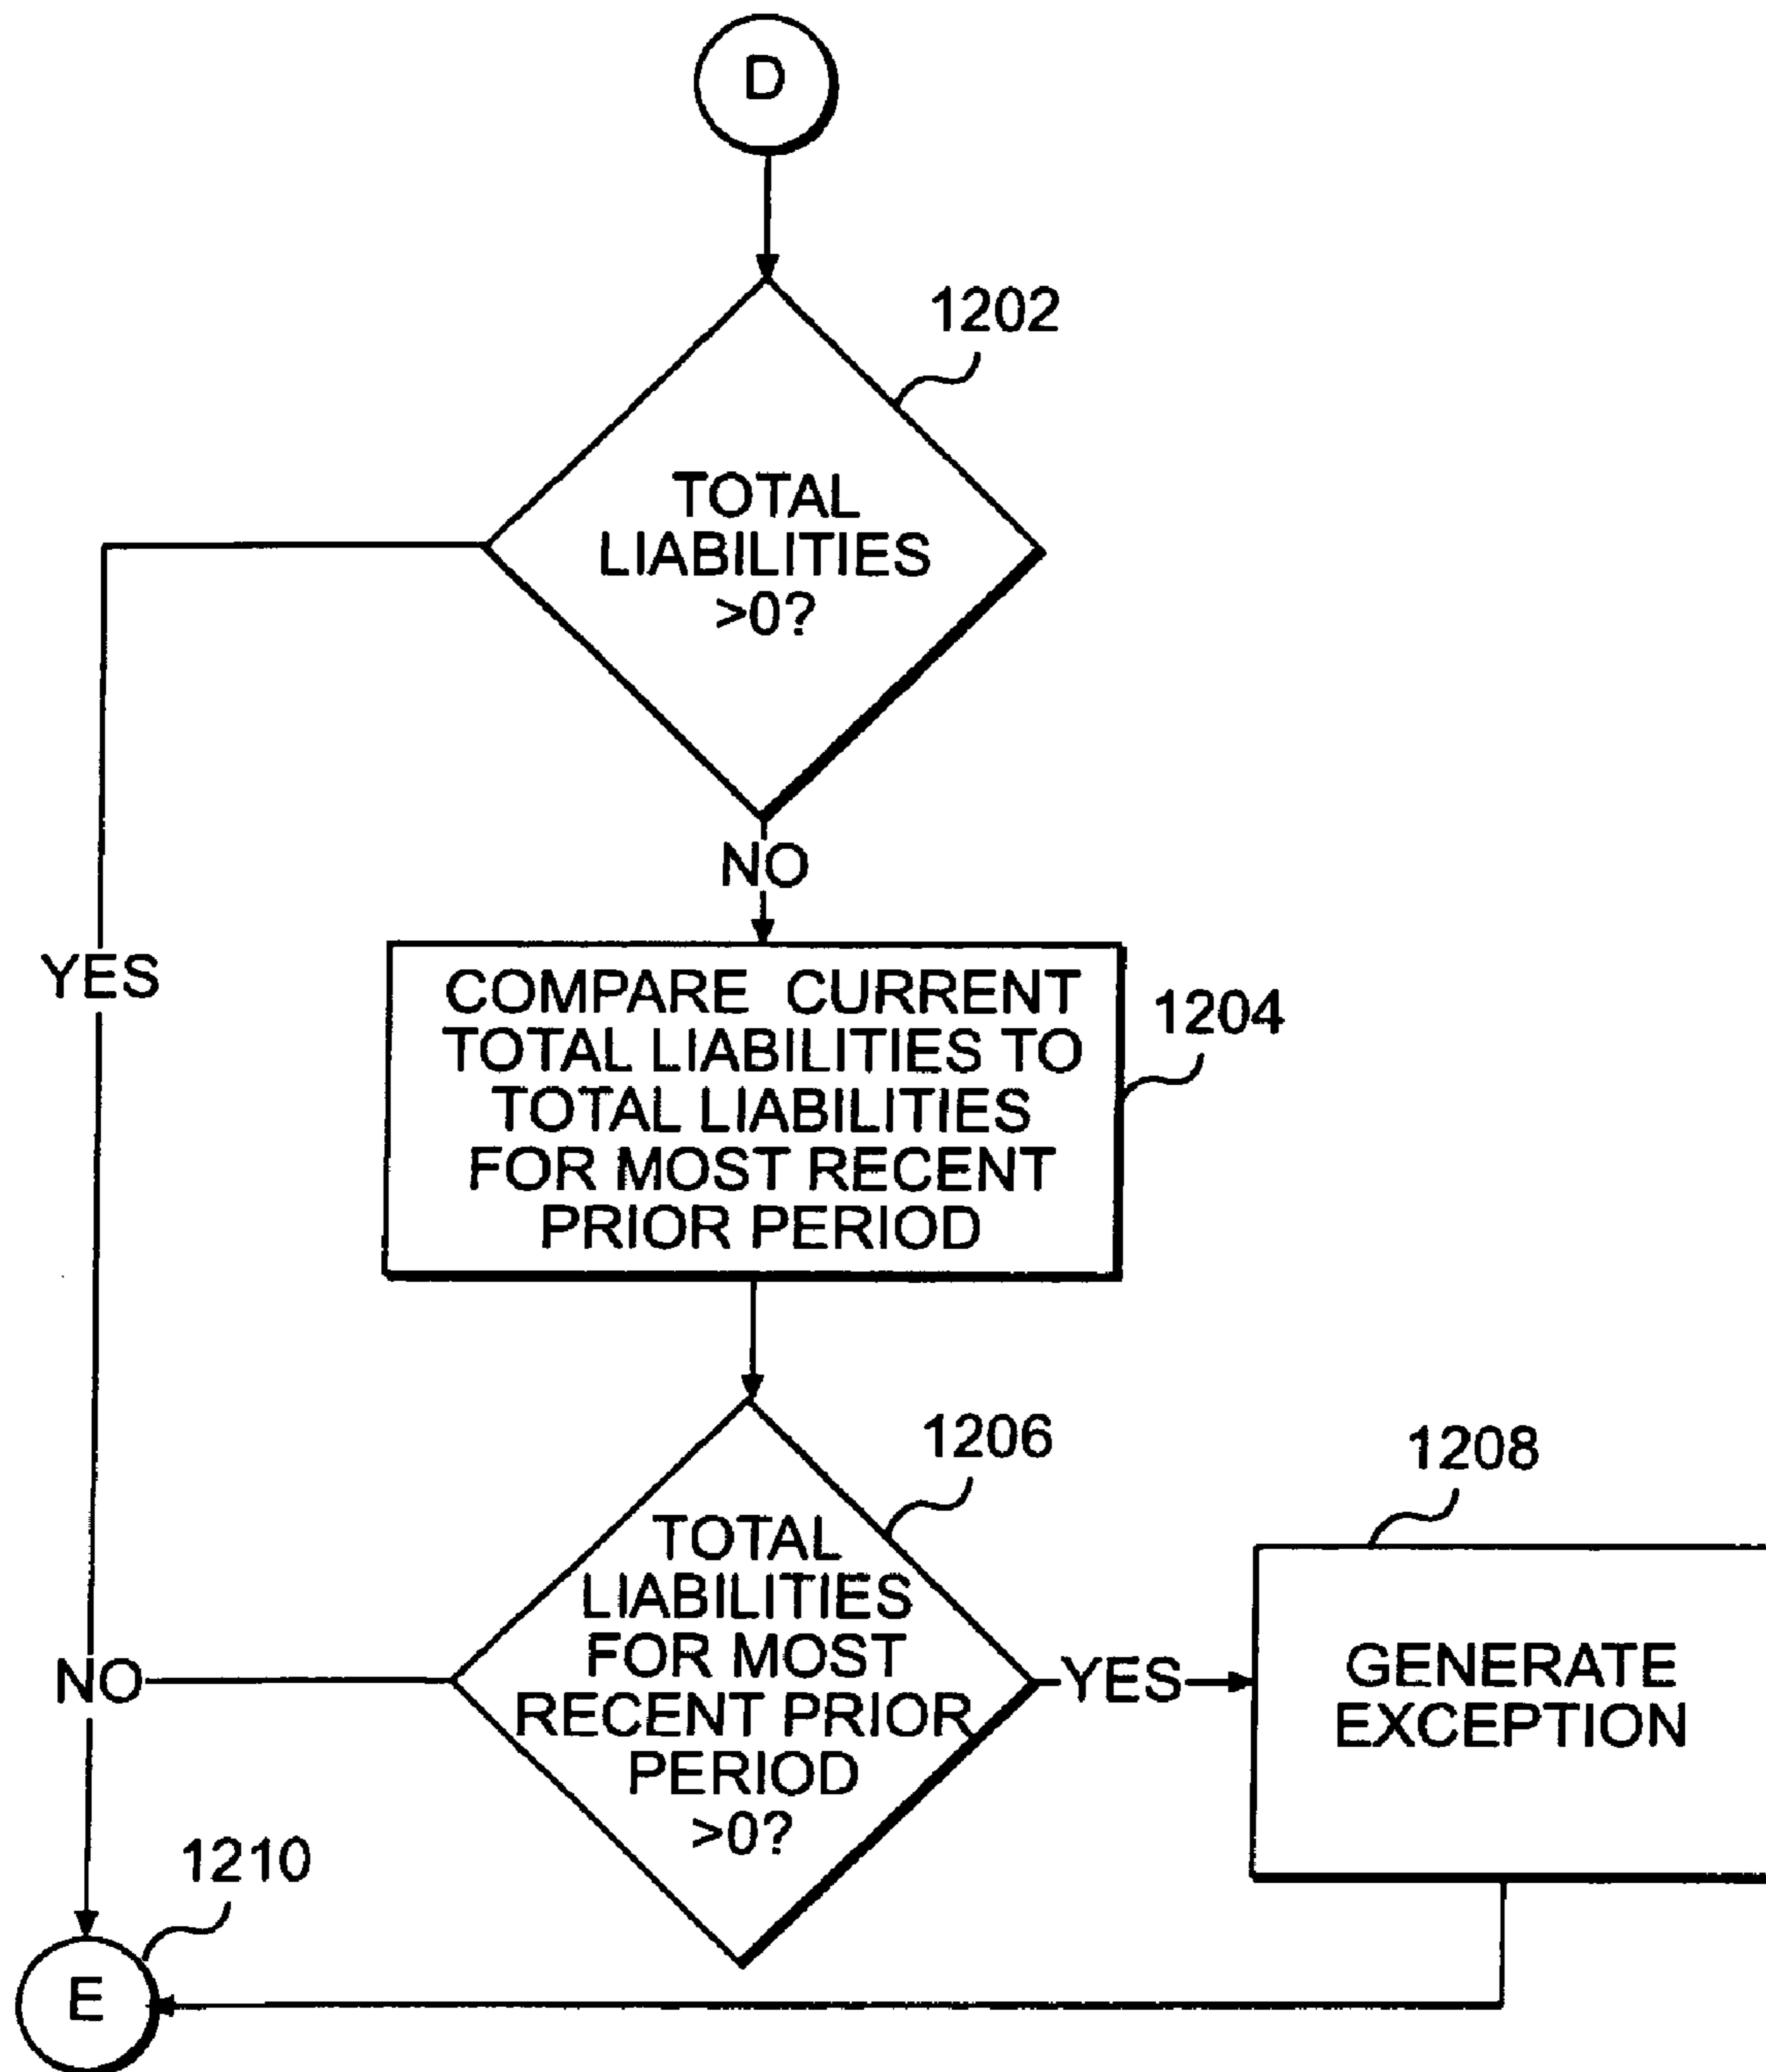 D
1202
TOTAL
LIABILITIES
>0?
NO
YES
COMPARE CURRENT
TOTAL LIABILITIES TO
TOTAL LIABILITIES
FOR MOST RECENT
PRIOR PERIOD
1204
1206
TOTAL
LIABILITIES
FOR MOST
RECENT PRIOR
PERIOD
>0?
NO
YES
1208
GENERATE
EXCEPTION
1210
E